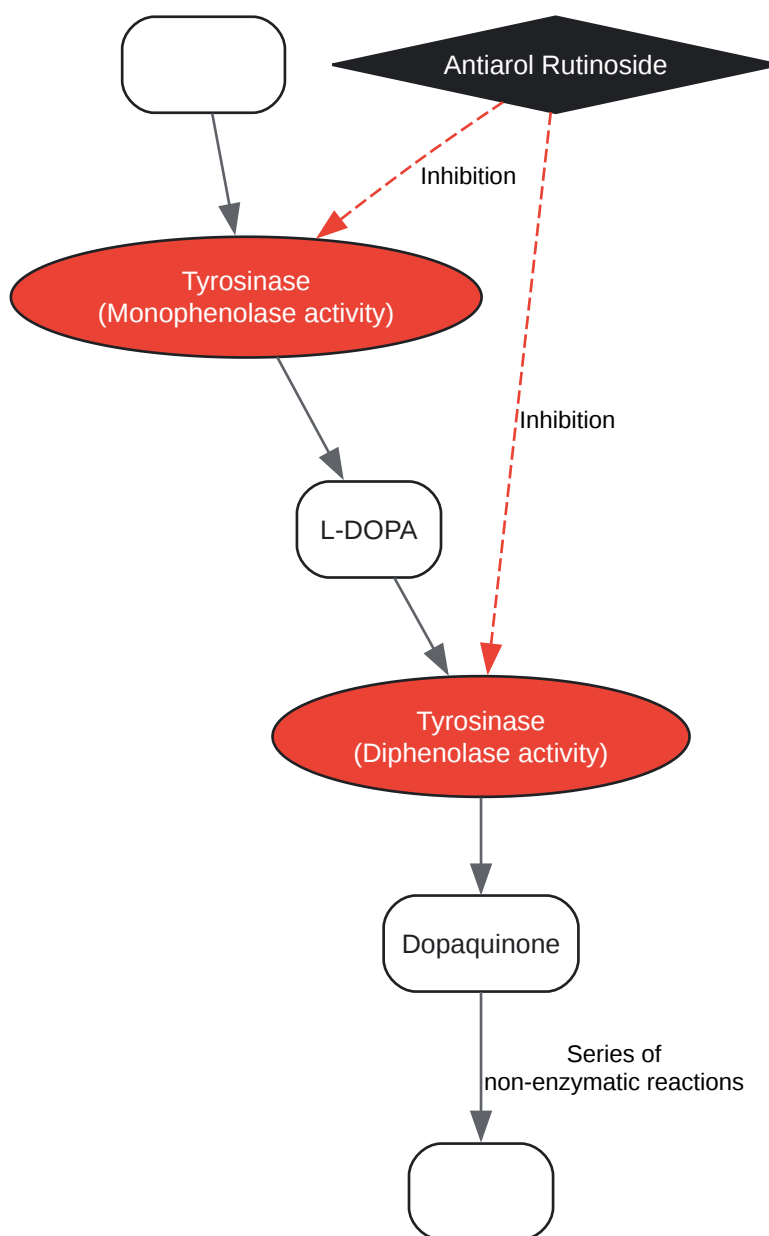 Antiarol Rutinoside
Inhibition
Tyrosinase
(Monophenolase activity)
Inhibition
L-DOPA
Tyrosinase
(Diphenolase activity)
Dopaquinone
Series of
non-enzymatic reactions